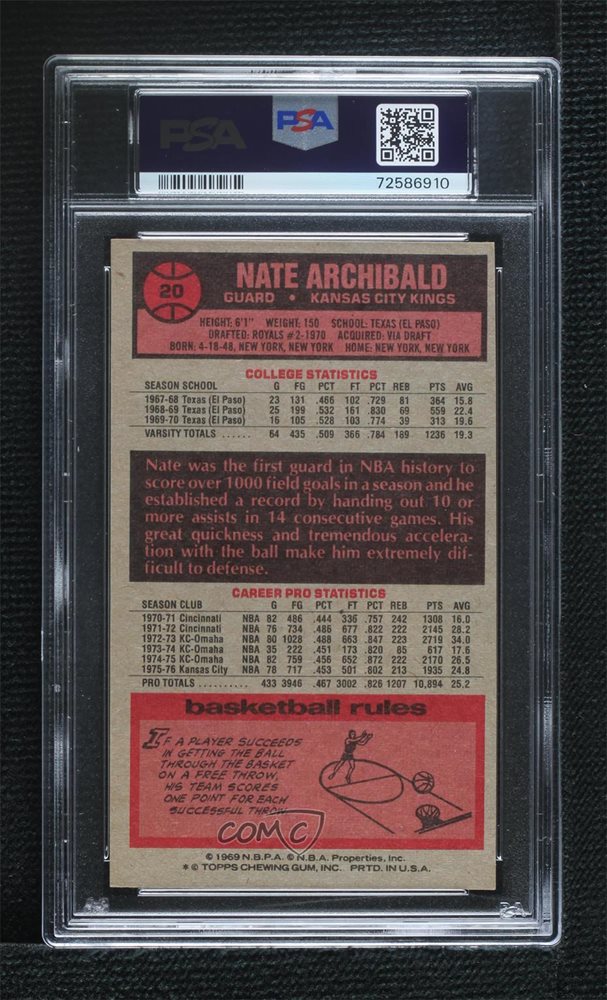 PSA
PSA
72586910
20
NATE ARCHIBALD
GUARD • KANSAS CITY KINGS
HEIGHT: 6'1" WEIGHT: 150 SCHOOL: TEXAS (EL PASO)
DRAFTED: ROYALS #2-1970 ACQUIRED: VIA DRAFT
BORN: 4-18-48, NEW YORK, NEW YORK HOME: NEW YORK, NEW YORK
COLLEGE STATISTICS
SEASON SCHOOL G FG PCT FT PCT REB PTS AVG
1967-68 Texas (El Paso) 23 131 .466 102 .729 81 364 15.8
1968-69 Texas (El Paso) 25 199 .532 161 .830 69 559 22.4
1969-70 Texas (El Paso) 16 105 .528 103 .774 39 313 19.6
VARSITY TOTALS ...... 64 435 .509 366 .784 189 1236 19.3
Nate was the first guard in NBA history to
score over 1000 field goals in a season and he
established a record by handing out 10 or
more assists in 14 consecutive games. His
great quickness and tremendous accelera-
tion with the ball make him extremely dif-
ficult to defense.
CAREER PRO STATISTICS
SEASON CLUB G FG PCT FT PCT REB PTS AVG
1970-71 Cincinnati NBA 82 486 .444 336 .757 242 1308 16.0
1971-72 Cincinnati NBA 76 734 .486 677 .822 222 2145 28.2
1972-73 KC-Omaha NBA 80 1028 .488 663 .847 223 2719 34.0
1973-74 KC-Omaha NBA 35 222 .451 173 .820 85 617 17.6
1974-75 KC-Omaha NBA 82 759 .456 652 .872 222 2170 26.5
1975-76 Kansas City NBA 78 717 .453 501 .802 213 1935 24.8
PRO TOTALS .......... 433 3946 .467 3002 .826 1207 10,894 25.2
basketball rules
IF A PLAYER SUCCEEDS
IN GETTING THE BALL
THROUGH THE BASKET
ON A FREE THROW,
HIS TEAM SCORES
ONE POINT FOR EACH
SUCCESSFUL THROW
COMC
© 1969 N.B.P.A. © N.B.A. Properties, Inc.
* © TOPPS CHEWING GUM, INC. PRTD. IN U.S.A.